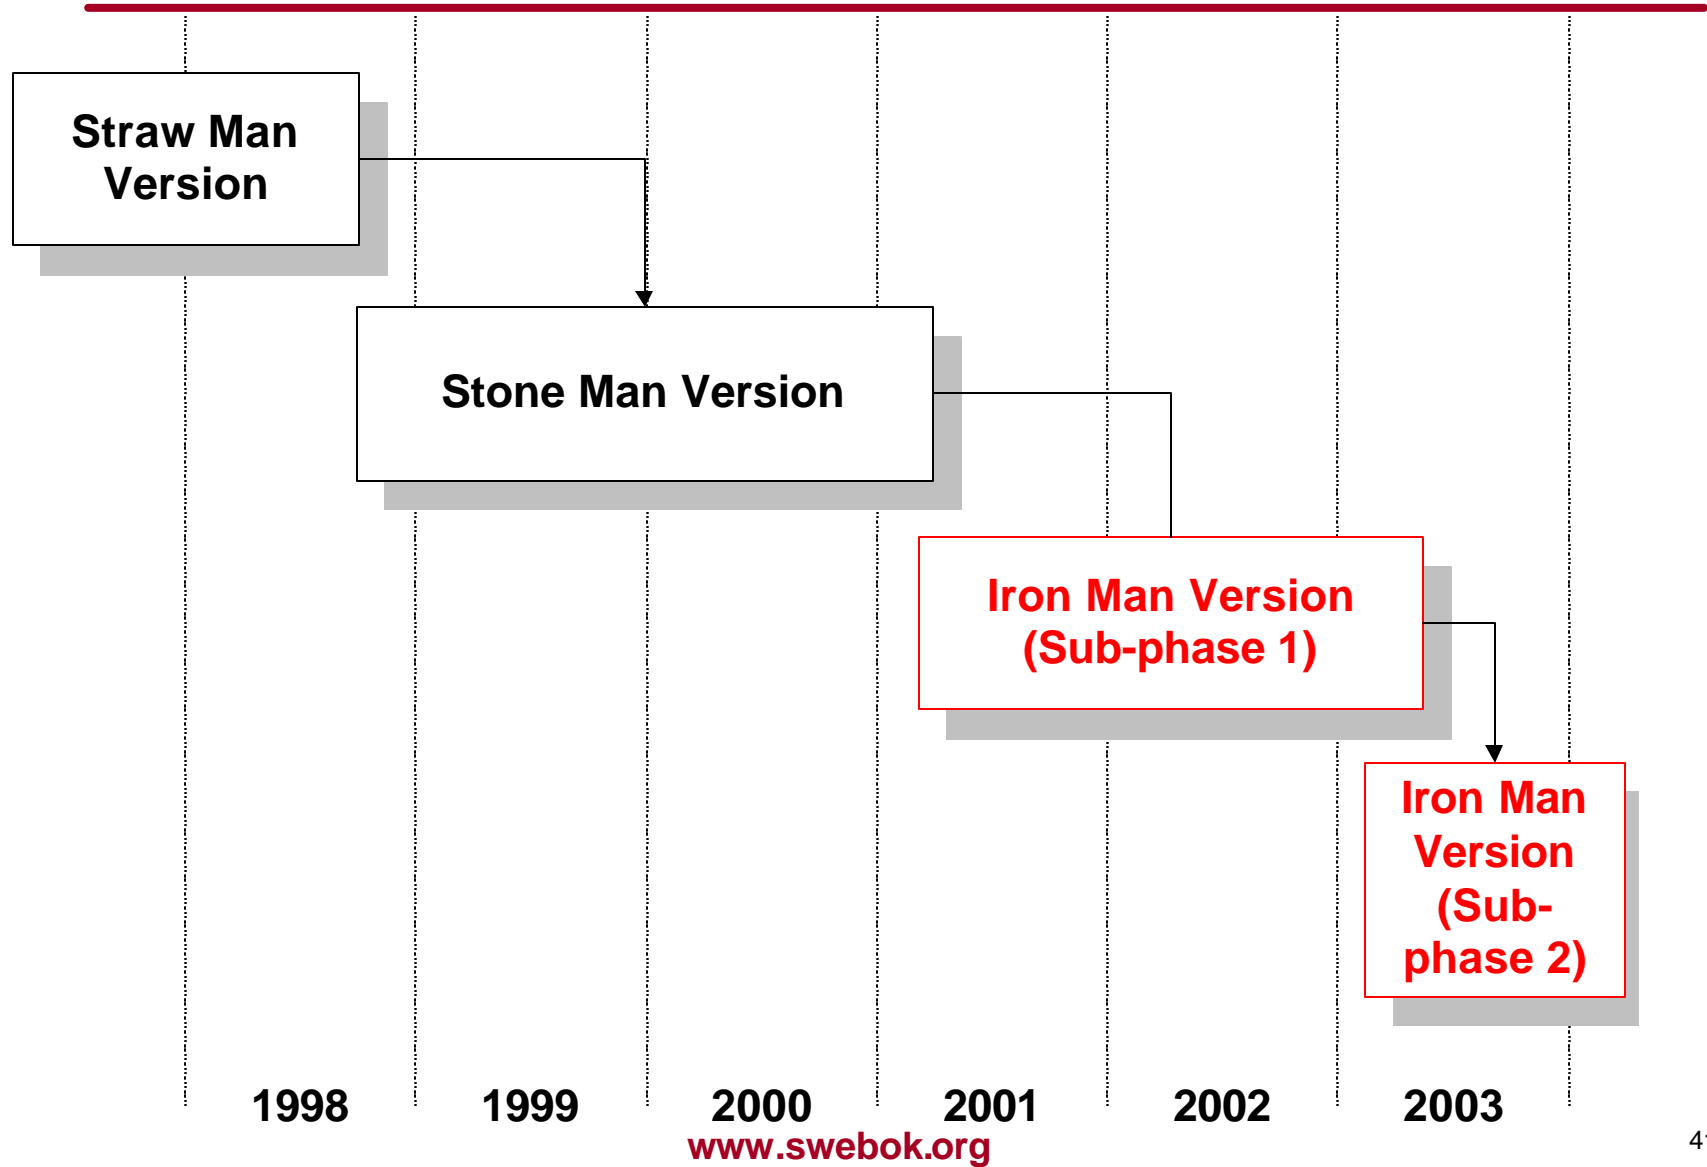 Straw Man
Version
Stone Man Version
Iron Man Version
(Sub-phase 1)
Iron Man
Version
(Sub-
phase 2)
1998 1999 2000 2001 2002 2003
www.swebok.org